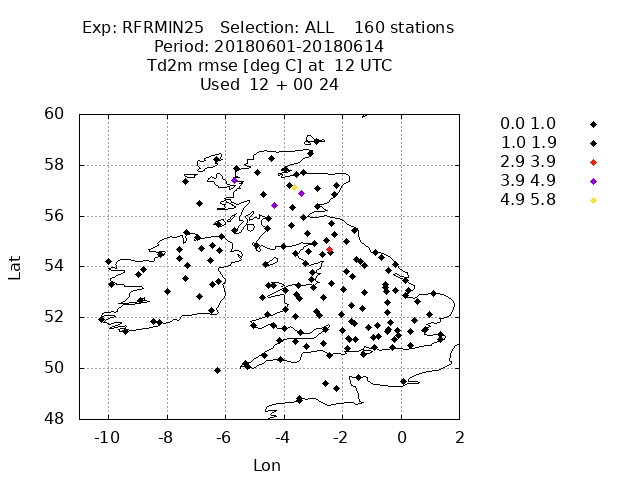 Exp: RFRMIN25 Selection: ALL 160 stations
Period: 20180601-20180614
Td2m rmse [deg C] at 12 UTC
Used 12 + 00 24
60
58
56
54
52
50
48
Lat
-10 -8 -6 -4 -2 0 2
Lon
0.0 1.0
1.0 1.9
2.9 3.9
3.9 4.9
4.9 5.8